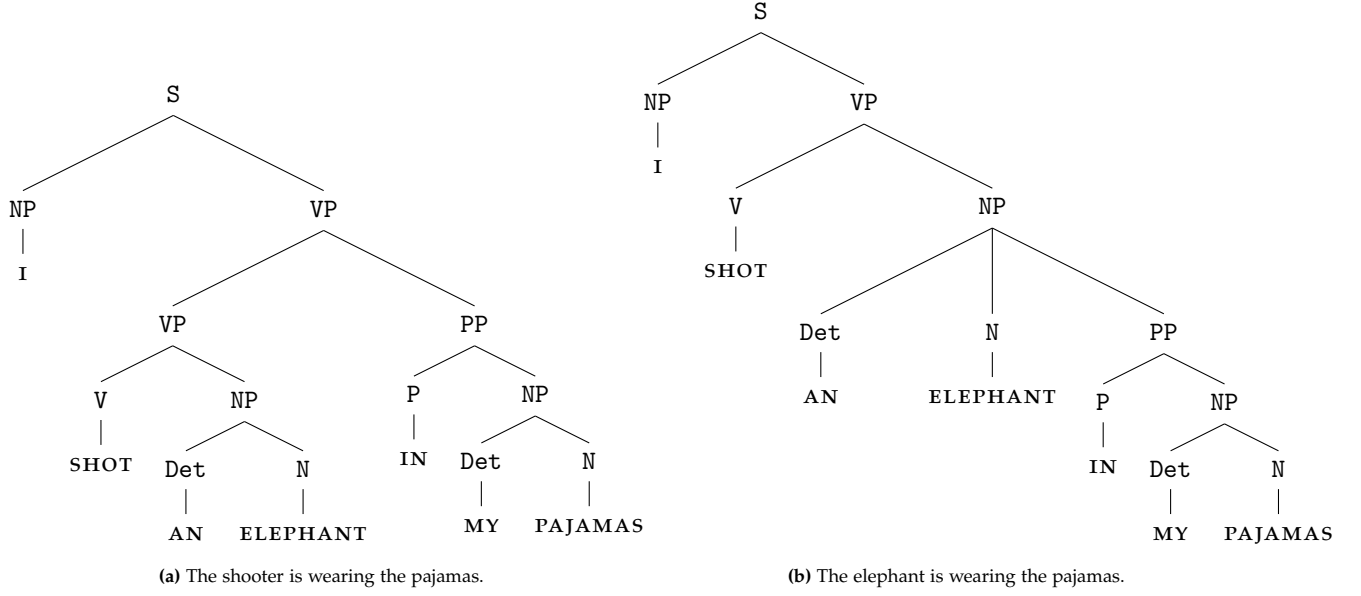 S
NP VP
I
VP PP
V NP P NP
SHOT Det N IN Det N
AN ELEPHANT MY PAJAMAS
(a) The shooter is wearing the pajamas.
S
NP VP
I
V NP
SHOT
Det N PP
AN ELEPHANT P NP
IN Det N
MY PAJAMAS
(b) The elephant is wearing the pajamas.